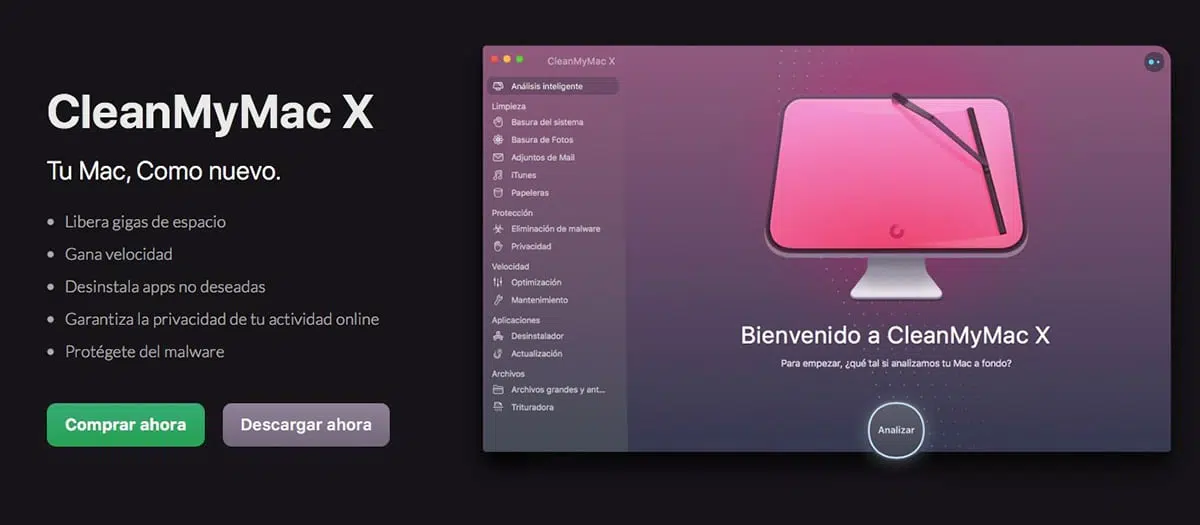 CleanMyMac X
Tu Mac, Como nuevo.
Libera gigas de espacio
Gana velocidad
Desinstala apps no deseadas
Garantiza la privacidad de tu actividad online
Protégete del malware
Comprar ahora
Descargar ahora
CleanMyMac X
Análisis inteligente
Limpieza
Basura del sistema
Basura de Fotos
Adjuntos de Mail
iTunes
Papeleras
Protección
Eliminación de malware
Privacidad
Velocidad
Optimización
Mantenimiento
Aplicaciones
Desinstalador
Actualización
Archivos
Archivos grandes y ant...
Trituradora
Bienvenido a CleanMyMac X
Para empezar, ¿qué tal si analizamos tu Mac a fondo?
Analizar